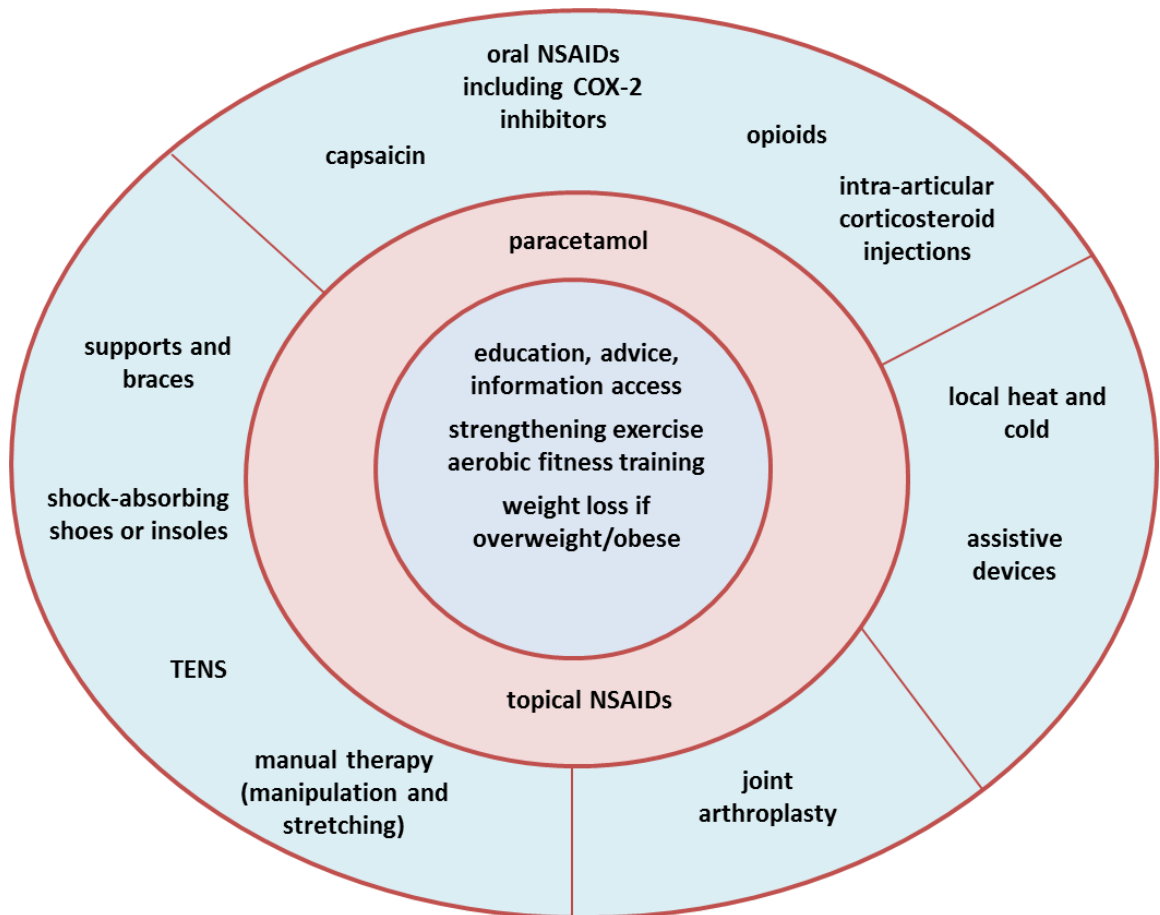 oral NSAIDs
including COX-2
inhibitors
capsaicin
opioids
intra-articular
corticosteroid
injections
paracetamol
supports and
braces
education, advice,
information access
strengthening exercise
aerobic fitness training
weight loss if
overweight/obese
local heat and
cold
shock-absorbing
shoes or insoles
assistive
devices
TENS
topical NSAIDs
manual therapy
(manipulation and
stretching)
joint
arthroplasty